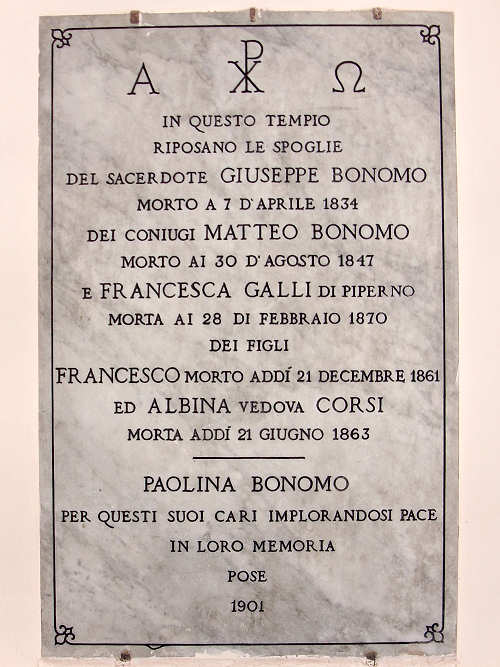 Α ☧ Ω
IN QUESTO TEMPIO
RIPOSANO LE SPOGLIE
DEL SACERDOTE GIUSEPPE BONOMO
MORTO A 7 D'APRILE 1834
DEI CONIUGI MATTEO BONOMO
MORTO AI 30 D'AGOSTO 1847
E FRANCESCA GALLI DI PIPERNO
MORTA AI 28 DI FEBBRAIO 1870
DEI FIGLI
FRANCESCO MORTO ADDÍ 21 DECEMBRE 1861
ED ALBINA VEDOVA CORSI
MORTA ADDÍ 21 GIUGNO 1863
PAOLINA BONOMO
PER QUESTI SUOI CARI IMPLORANDOSI PACE
IN LORO MEMORIA
POSE
1901